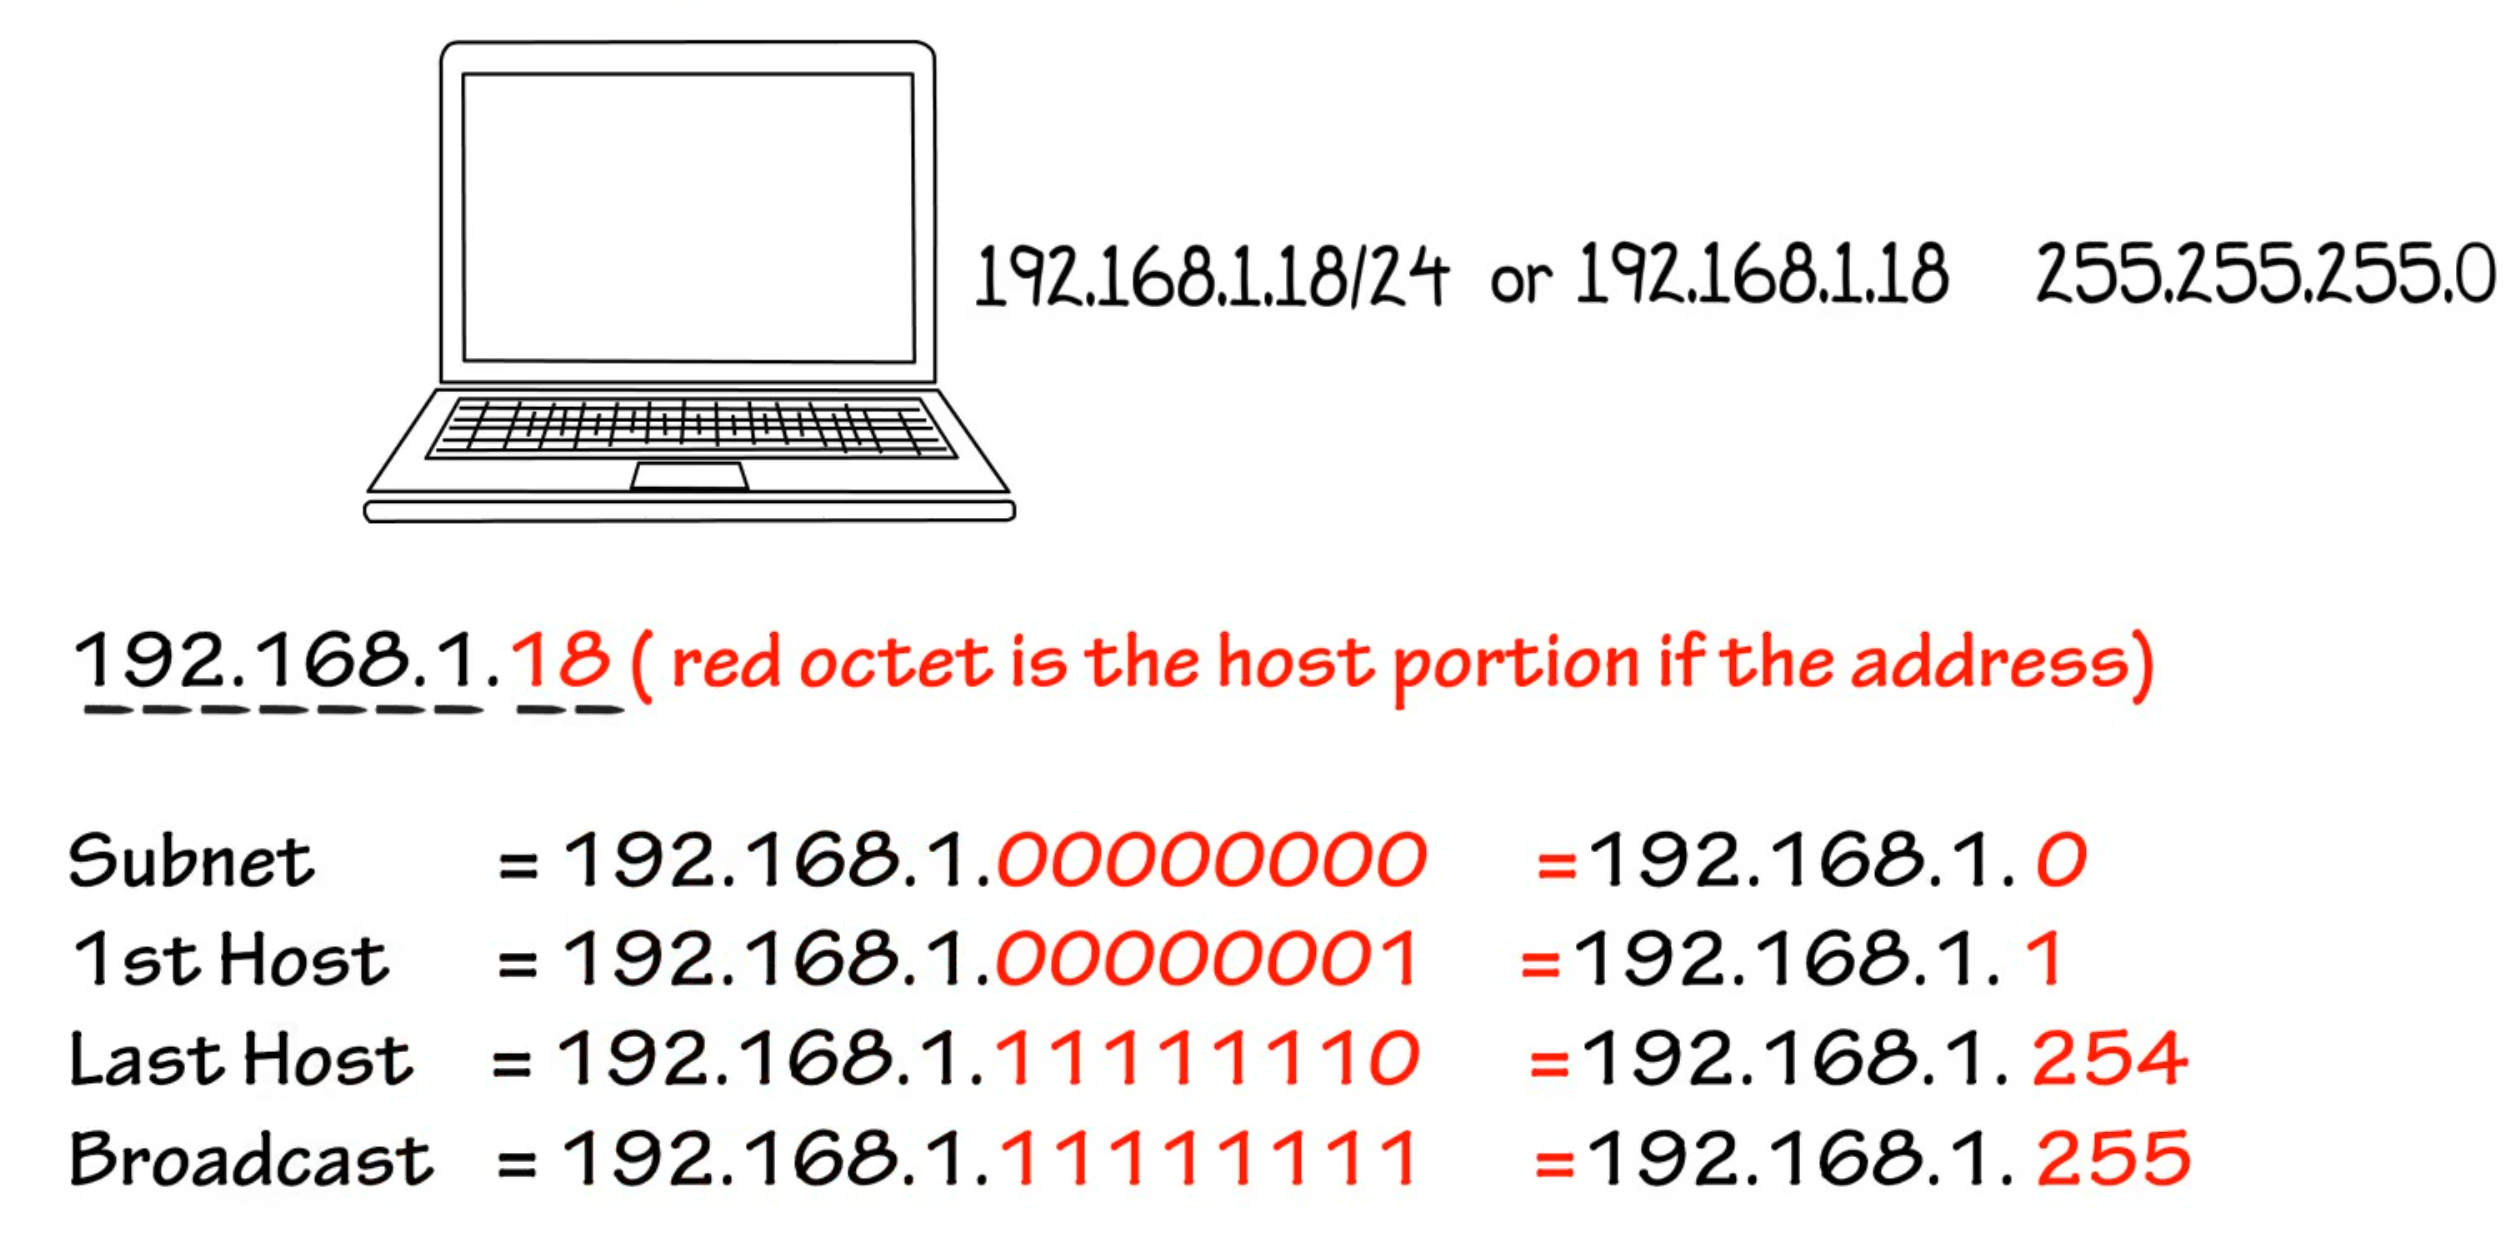 192.168.1.18/24 or 192.168.1.18 255.255.255.0
192.168.1.18 ( red octet is the host portion if the address)
Subnet = 192.168.1.00000000 =192.168.1.0
1st Host = 192.168.1.00000001 =192.168.1.1
Last Host = 192.168.1.11111110 =192.168.1.254
Broadcast = 192.168.1.11111111 =192.168.1.255